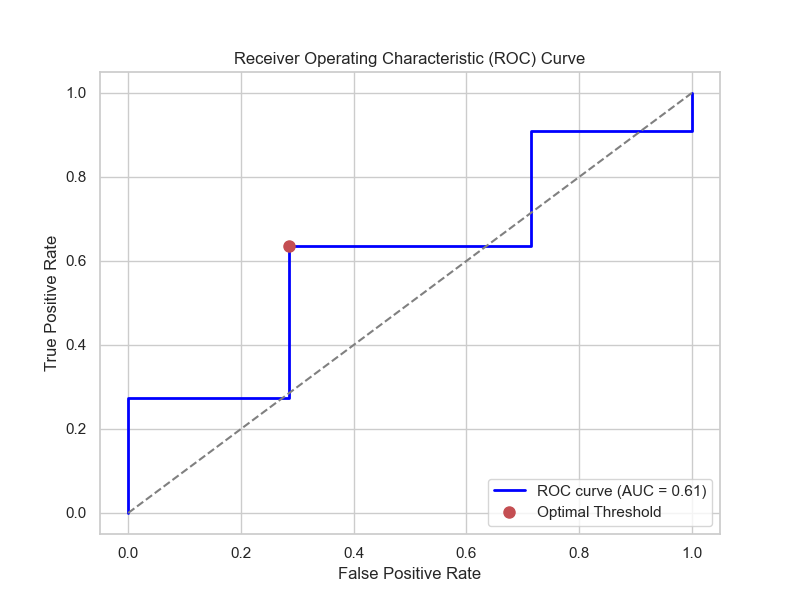 Receiver Operating Characteristic (ROC) Curve
True Positive Rate
1.0
0.8
0.6
0.4
0.2
0.0
0.0 0.2 0.4 0.6 0.8 1.0
False Positive Rate
ROC curve (AUC = 0.61)
Optimal Threshold